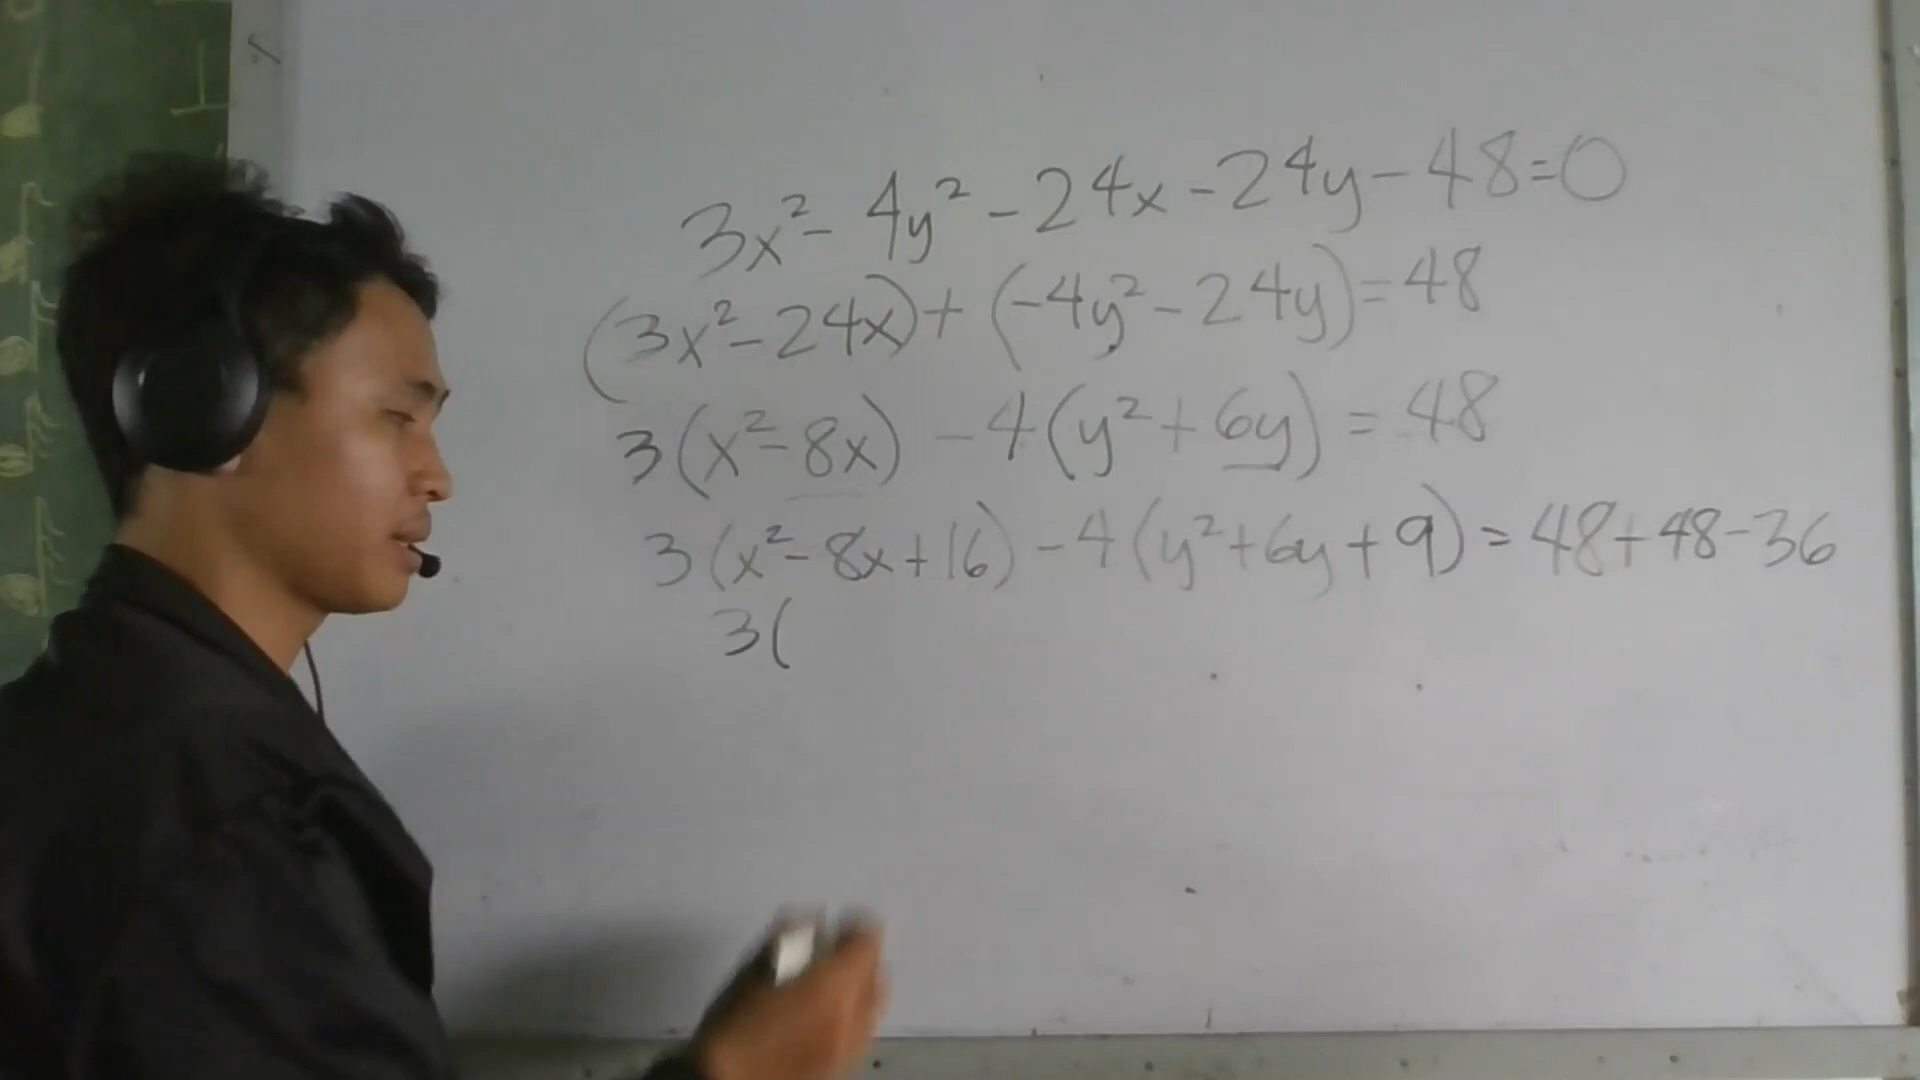 3x² - 4y² - 24x - 24y - 48 = 0
(3x² - 24x) + (-4y² - 24y) = 48
3(x² - 8x) - 4(y² + 6y) = 48
3(x² - 8x + 16) - 4(y² + 6y + 9) = 48 + 48 - 36
3(